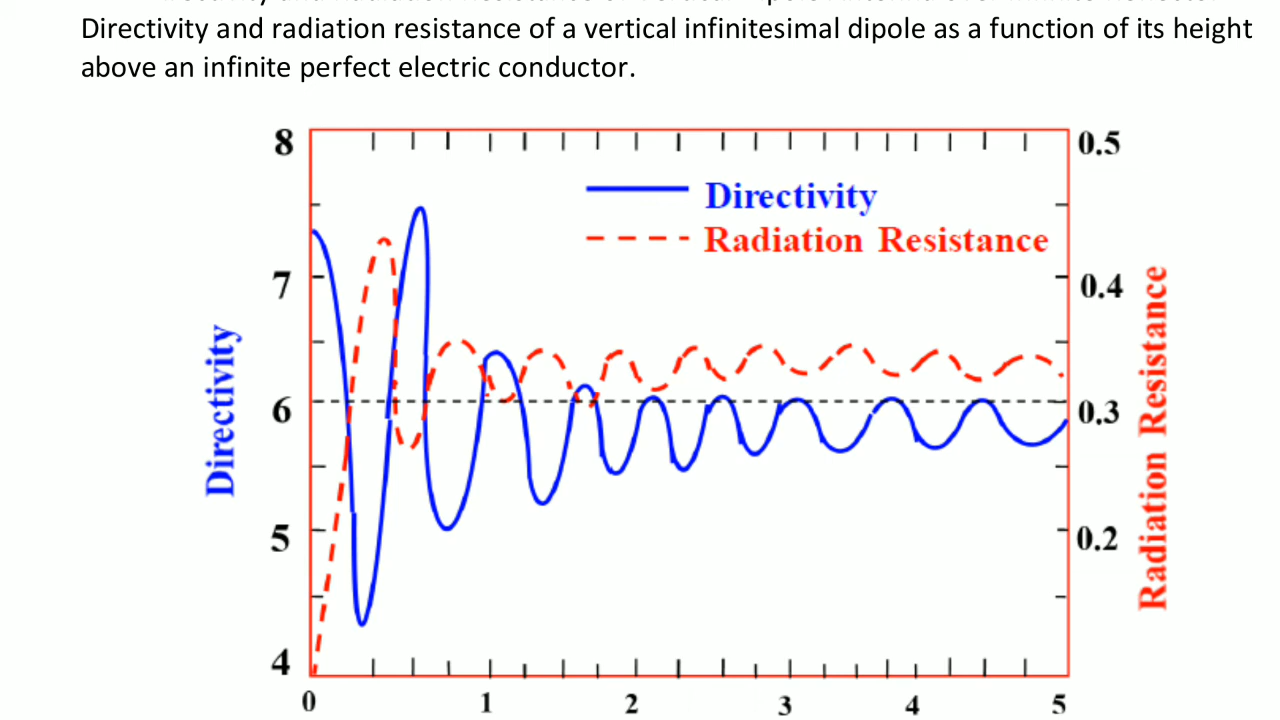 Directivity and radiation resistance of a vertical infinitesimal dipole as a function of its height
above an infinite perfect electric conductor.
8
0.5
Directivity
Radiation Resistance
7
0.4
Directivity
Radiation Resistance
6
0.3
5
0.2
4
0
1
2
3
4
5